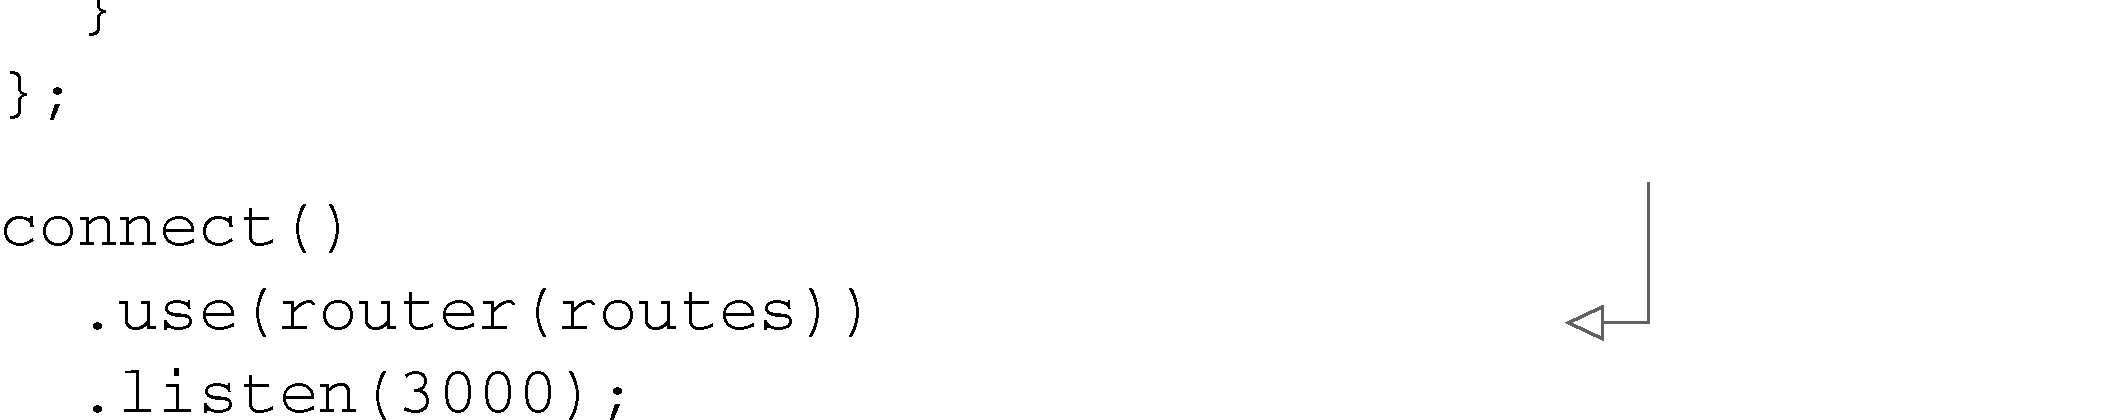 }
};
connect()
.use(router(routes))
.listen(3000);